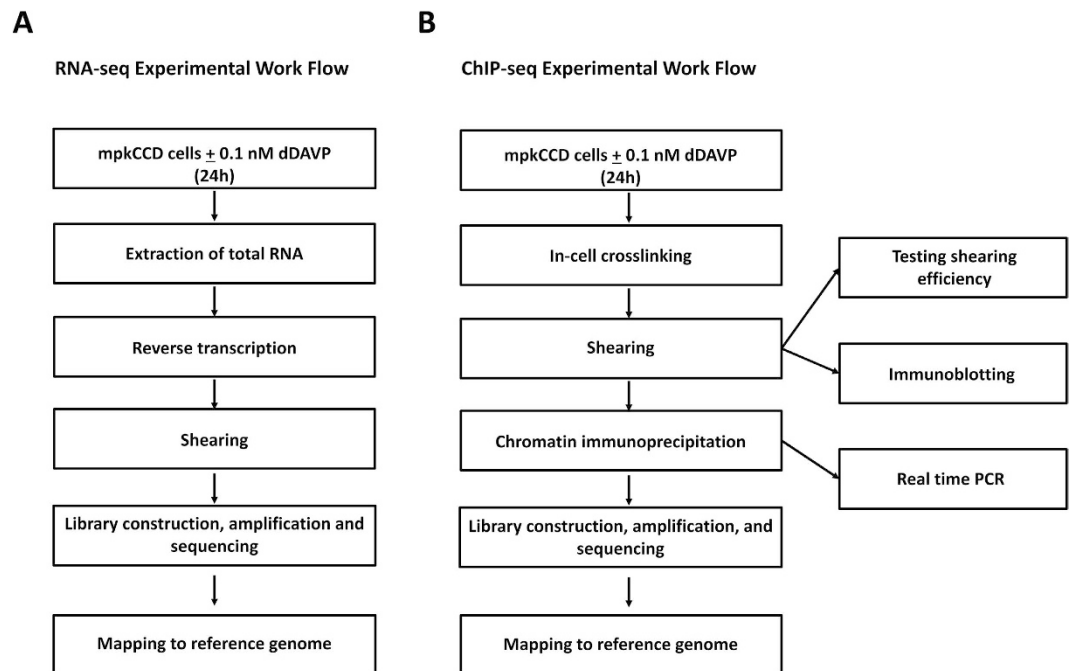 A
RNA-seq Experimental Work Flow
mpkCCD cells ± 0.1 nM dDAVP
(24h)
Extraction of total RNA
Reverse transcription
Shearing
Library construction, amplification and
sequencing
Mapping to reference genome
B
ChIP-seq Experimental Work Flow
mpkCCD cells ± 0.1 nM dDAVP
(24h)
In-cell crosslinking
Shearing
Chromatin immunoprecipitation
Library construction, amplification, and
sequencing
Mapping to reference genome
Testing shearing
efficiency
Immunoblotting
Real time PCR